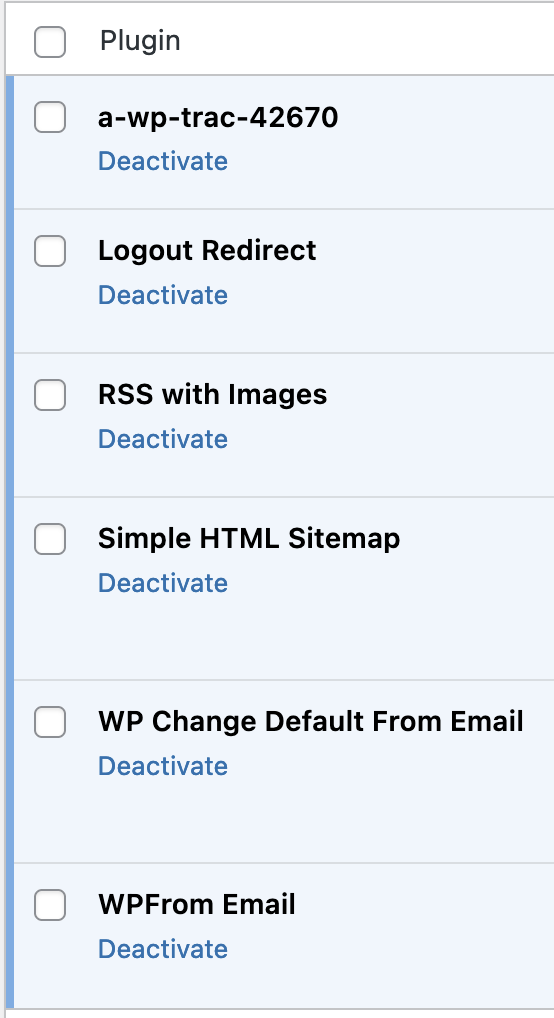 Plugin
a-wp-trac-42670
Deactivate
Logout Redirect
Deactivate
RSS with Images
Deactivate
Simple HTML Sitemap
Deactivate
WP Change Default From Email
Deactivate
WPFrom Email
Deactivate